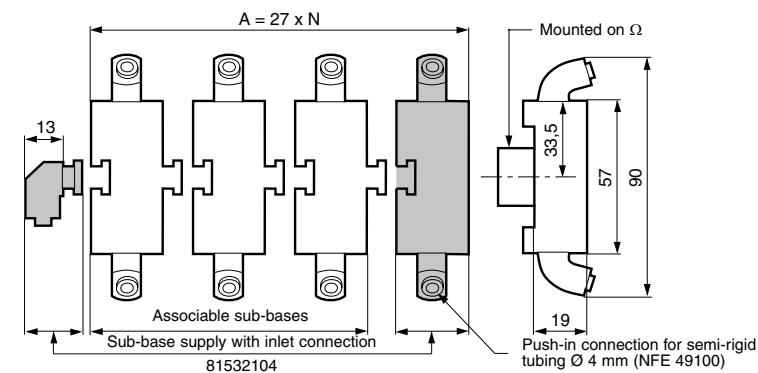 A = 27 x N
Mounted on Ω
13
33,5
57
90
Associable sub-bases
19
Sub-base supply with inlet connection
Push-in connection for semi-rigid
tubing Ø 4 mm (NFE 49100)
81532104